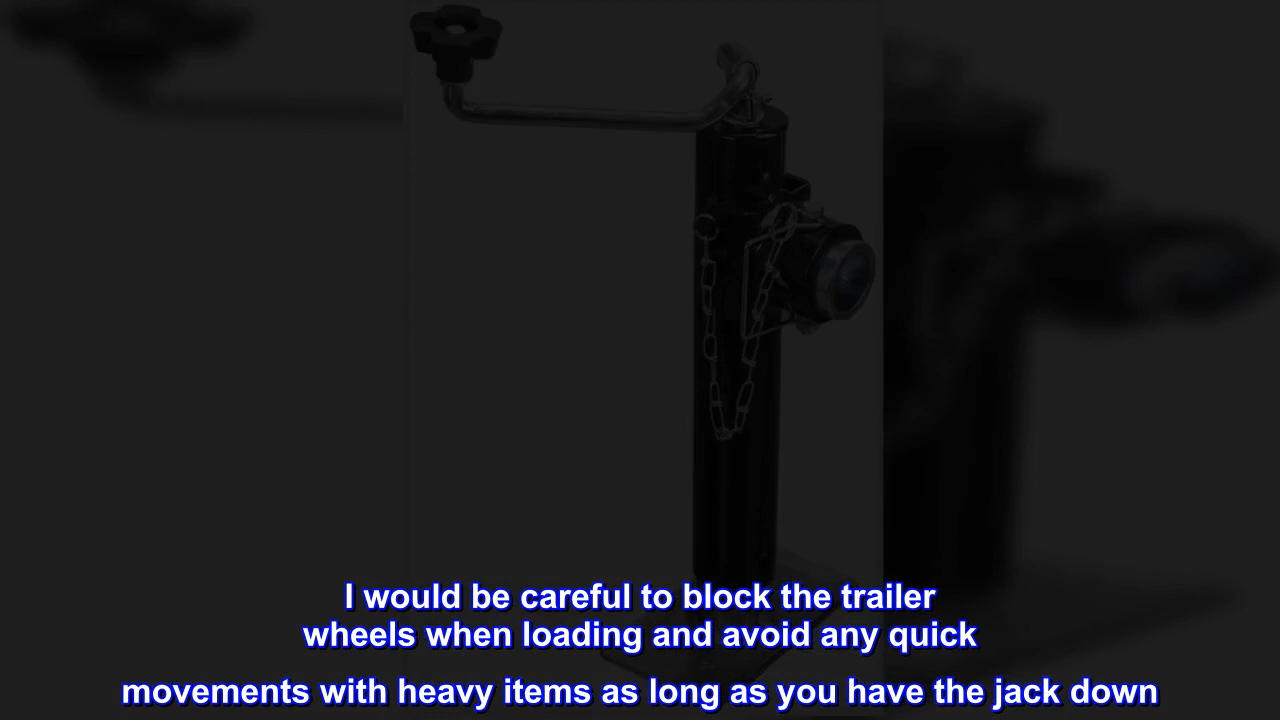 I would be careful to block the trailer
wheels when loading and avoid any quick
movements with heavy items as long as you have the jack down